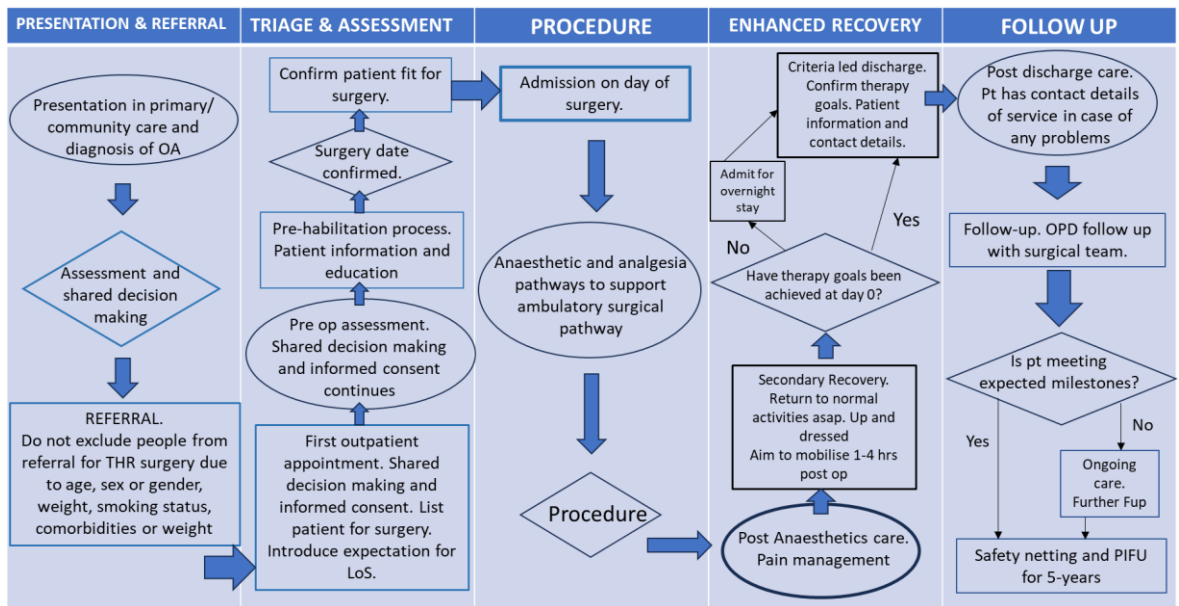 PRESENTATION & REFERRAL
Presentation in primary/
community care and
diagnosis of OA
Assessment and
shared decision
making
REFERRAL.
Do not exclude people from
referral for THR surgery due
to age, sex or gender,
weight, smoking status,
comorbidities or weight
TRIAGE & ASSESSMENT
Confirm patient fit for
surgery.
Surgery date
confirmed.
Pre-habilitation process.
Patient information and
education
Pre op assessment.
Shared decision making
and informed consent
continues
First outpatient
appointment. Shared
decision making and
informed consent. List
patient for surgery.
Introduce expectation for
LoS.
PROCEDURE
Admission on day of
surgery.
Anaesthetic and analgesia
pathways to support
ambulatory surgical
pathway
Procedure
ENHANCED RECOVERY
Criteria led discharge.
Confirm therapy
goals. Patient
information and
contact details.
Admit for
overnight
stay
Yes
No
Have therapy goals been
achieved at day 0?
Secondary Recovery.
Return to normal
activities asap. Up and
dressed
Aim to mobilise 1-4 hrs
post op
Post Anaesthetics care.
Pain management
FOLLOW UP
Post discharge care.
Pt has contact details
of service in case of
any problems
Follow-up. OPD follow up
with surgical team.
Is pt meeting
expected milestones?
Yes
No
Ongoing
care.
Further Fup
Safety netting and PIFU
for 5-years